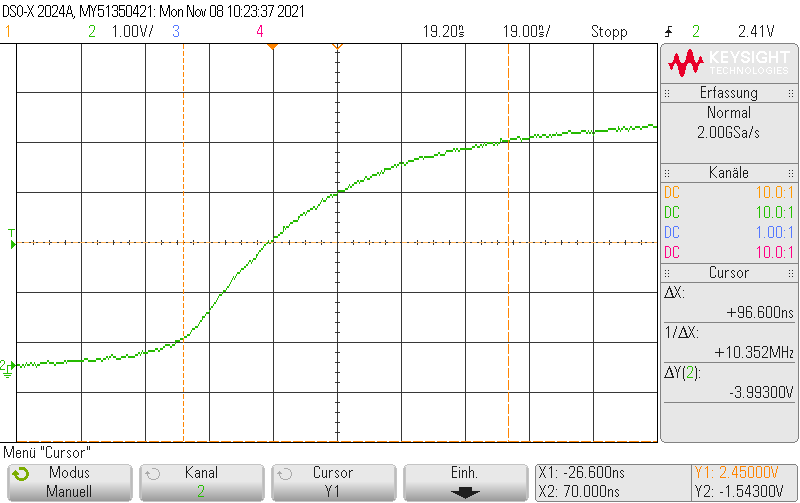 DSO-X 2024A, MY51350421: Mon Nov 08 10:23:37 2021
1 2 1.00V/ 3 4 19.20s 19.00s/ Stopp 2 2.41V
T
2
KEYSIGHT
TECHNOLOGIES
Erfassung
Normal
2.00GSa/s
Kanäle
DC 10.0:1
DC 10.0:1
DC 1.00:1
DC 10.0:1
Cursor
ΔX:
+96.600ns
1/ΔX:
+10.352MHz
ΔY(2):
-3.99300V
Menü "Cursor"
Modus
Manuell
Kanal
2
Cursor
Y1
Einh.
X1: -26.600ns
X2: 70.000ns
Y1: 2.45000V
Y2: -1.54300V